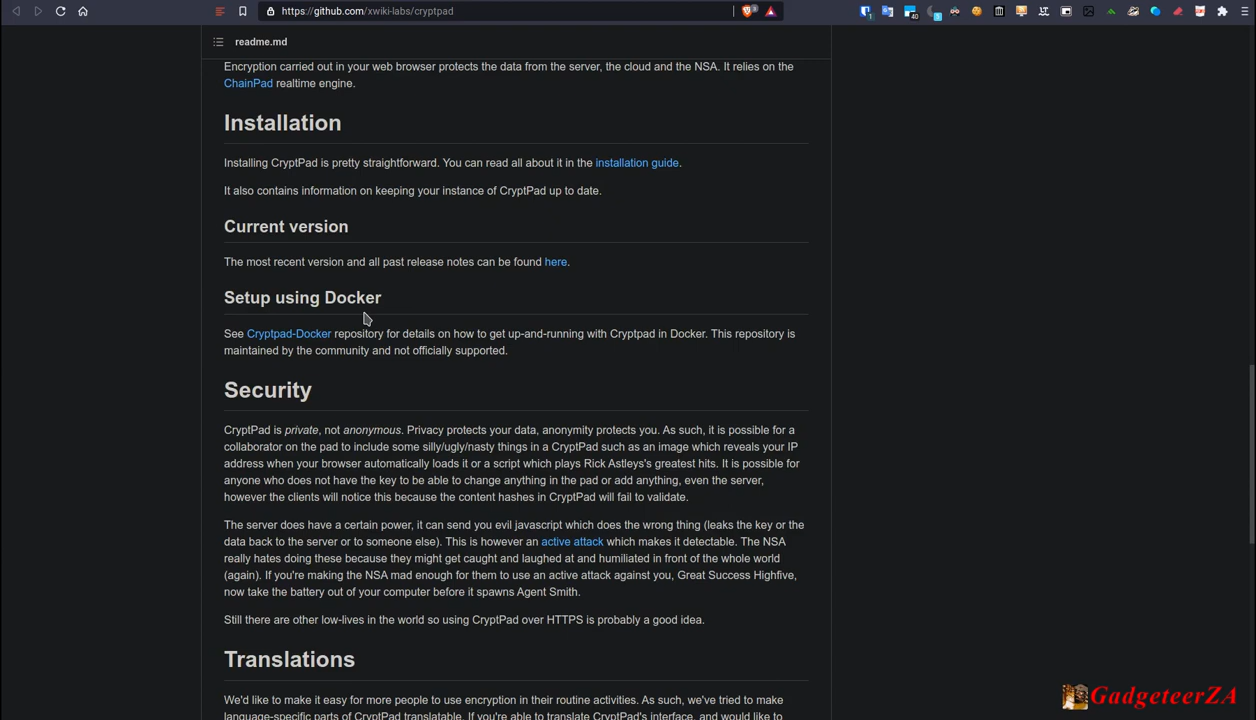 https://github.com/xwiki-labs/cryptpad
readme.md
Encryption carried out in your web browser protects the data from the server, the cloud and the NSA. It relies on the
ChainPad realtime engine.
Installation
Installing CryptPad is pretty straightforward. You can read all about it in the installation guide.
It also contains information on keeping your instance of CryptPad up to date.
Current version
The most recent version and all past release notes can be found here.
Setup using Docker
See Cryptpad-Docker repository for details on how to get up-and-running with Cryptpad in Docker. This repository is
maintained by the community and not officially supported.
Security
CryptPad is private, not anonymous. Privacy protects your data, anonymity protects you. As such, it is possible for a
collaborator on the pad to include some silly/ugly/nasty things in a CryptPad such as an image which reveals your IP
address when your browser automatically loads it or a script which plays Rick Astleys's greatest hits. It is possible for
anyone who does not have the key to be able to change anything in the pad or add anything, even the server,
however the clients will notice this because the content hashes in CryptPad will fail to validate.
The server does have a certain power, it can send you evil javascript which does the wrong thing (leaks the key or the
data back to the server or to someone else). This is however an active attack which makes it detectable. The NSA
really hates doing these because they might get caught and laughed at and humiliated in front of the whole world
(again). If you're making the NSA mad enough for them to use an active attack against you, Great Success Highfive,
now take the battery out of your computer before it spawns Agent Smith.
Still there are other low-lives in the world so using CryptPad over HTTPS is probably a good idea.
Translations
We'd like to make it easy for more people to use encryption in their routine activities. As such, we've tried to make
language-specific parts of CryptPad translatable. If you're able to translate CryptPad's interface, and would like to
GadgeteerZA